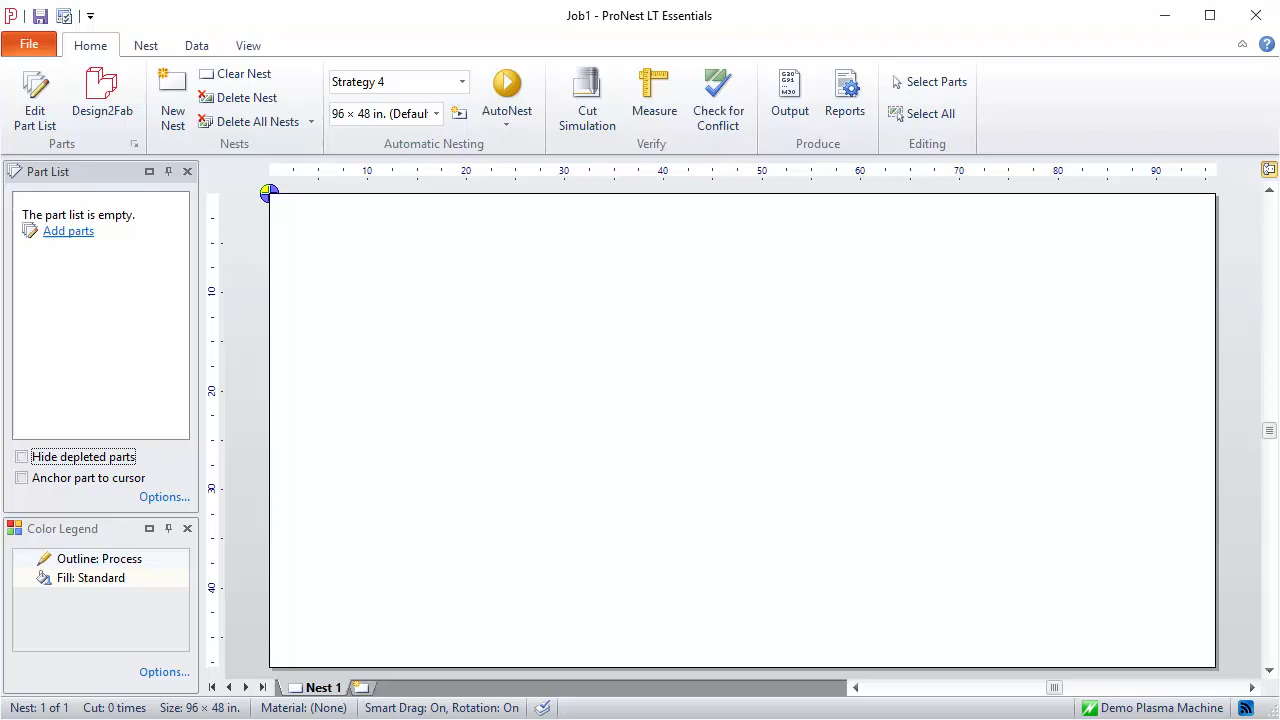 Job1 - ProNest LT Essentials
File
Home
Nest
Data
View
Edit
Part List
Design2Fab
Parts
New
Nest
Clear Nest
Delete Nest
Delete All Nests
Nests
Strategy 4
96 × 48 in. (Defaul
AutoNest
Automatic Nesting
Cut
Simulation
Measure
Check for
Conflict
Verify
G30
G91
M30
Output
Reports
Produce
Select Parts
Select All
Editing
Part List
The part list is empty.
Add parts
Hide depleted parts
Anchor part to cursor
Options...
Color Legend
Outline: Process
Fill: Standard
Options...
10 20 30 40 50 60 70 80 90
10
20
30
40
Nest 1
Nest: 1 of 1
Cut: 0 times
Size: 96 × 48 in.
Material: (None)
Smart Drag: On, Rotation: On
Demo Plasma Machine